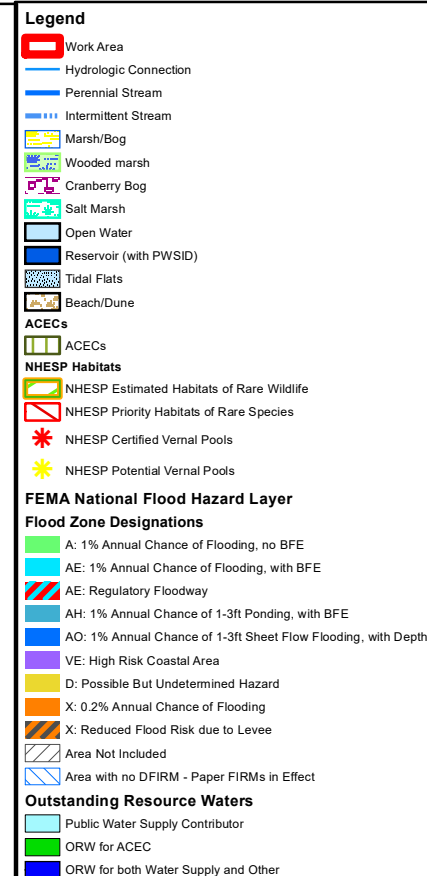 Legend
Work Area
Hydrologic Connection
Perennial Stream
Intermittent Stream
Marsh/Bog
Wooded marsh
Cranberry Bog
Salt Marsh
Open Water
Reservoir (with PWSID)
Tidal Flats
Beach/Dune
ACECs
ACECs
NHESP Habitats
NHESP Estimated Habitats of Rare Wildlife
NHESP Priority Habitats of Rare Species
NHESP Certified Vernal Pools
NHESP Potential Vernal Pools
FEMA National Flood Hazard Layer
Flood Zone Designations
A: 1% Annual Chance of Flooding, no BFE
AE: 1% Annual Chance of Flooding, with BFE
AE: Regulatory Floodway
AH: 1% Annual Chance of 1-3ft Ponding, with BFE
AO: 1% Annual Chance of 1-3ft Sheet Flow Flooding, with Depth
VE: High Risk Coastal Area
D: Possible But Undetermined Hazard
X: 0.2% Annual Chance of Flooding
X: Reduced Flood Risk due to Levee
Area Not Included
Area with no DFIRM - Paper FIRMs in Effect
Outstanding Resource Waters
Public Water Supply Contributor
ORW for ACEC
ORW for both Water Supply and Other